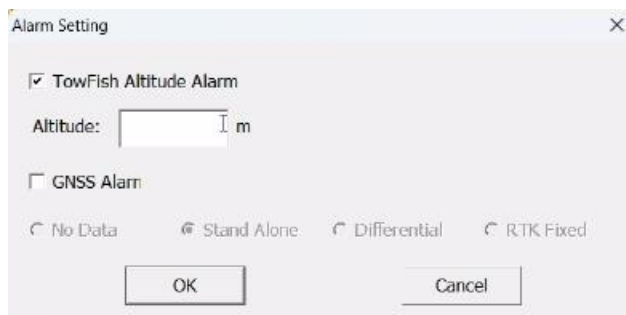 Alarm Setting
TowFish Altitude Alarm
Altitude: m
GNSS Alarm
No Data Stand Alone Differential RTK Fixed
OK Cancel